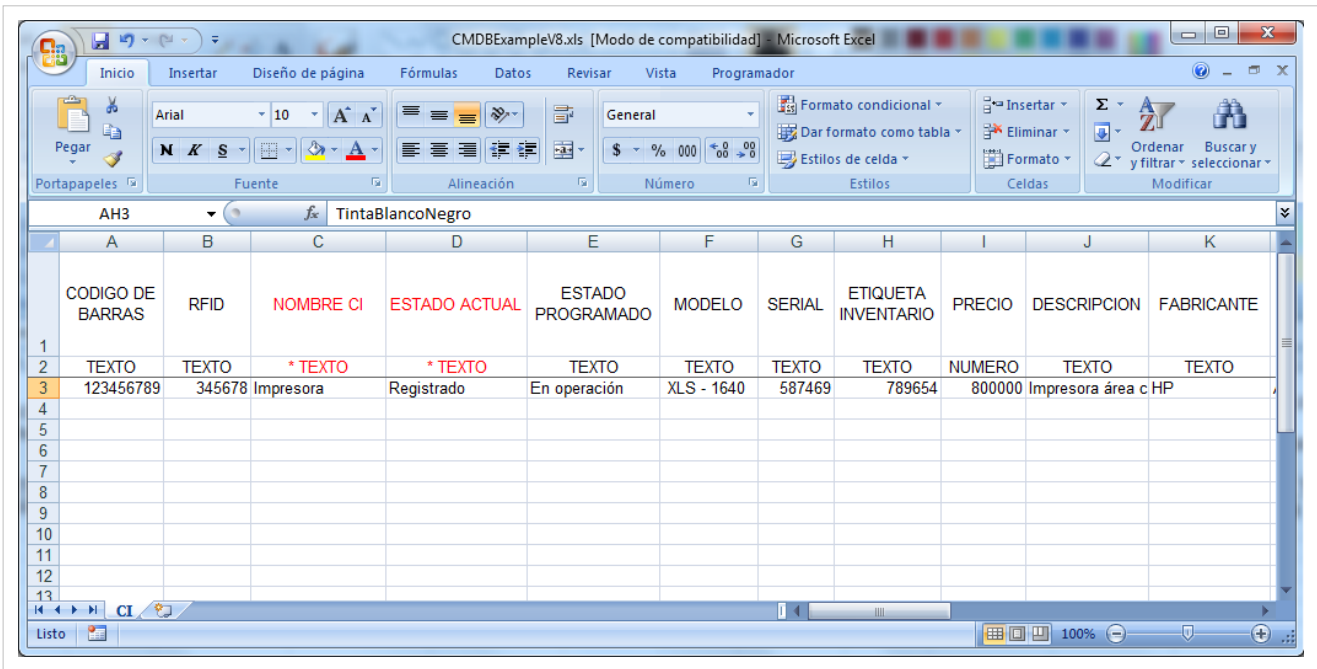 CMDBExampleV8.xls [Modo de compatibilidad] - Microsoft Excel
Inicio Insertar Diseño de página Fórmulas Datos Revisar Vista Programador
Arial 10 General Formato condicional Insertar Σ
Dar formato como tabla Eliminar
Pegar N K S $ % 000 Estilos de celda Formato Ordenar y filtrar Buscar y seleccionar
Portapapeles Fuente Alineación Número Estilos Celdas Modificar
AH3 fx TintaBlancoNegro
A B C D E F G H I J K
1 CODIGO DE BARRAS RFID NOMBRE CI ESTADO ACTUAL ESTADO PROGRAMADO MODELO SERIAL ETIQUETA INVENTARIO PRECIO DESCRIPCION FABRICANTE
2 TEXTO TEXTO * TEXTO * TEXTO TEXTO TEXTO TEXTO TEXTO NUMERO TEXTO TEXTO
3 123456789 345678 Impresora Registrado En operación XLS - 1640 587469 789654 800000 Impresora área c HP
4
5
6
7
8
9
10
11
12
13
CI
Listo 100%